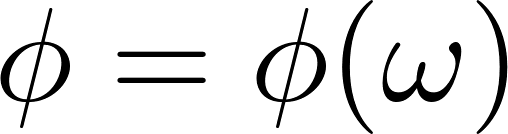 ϕ = ϕ(ω)